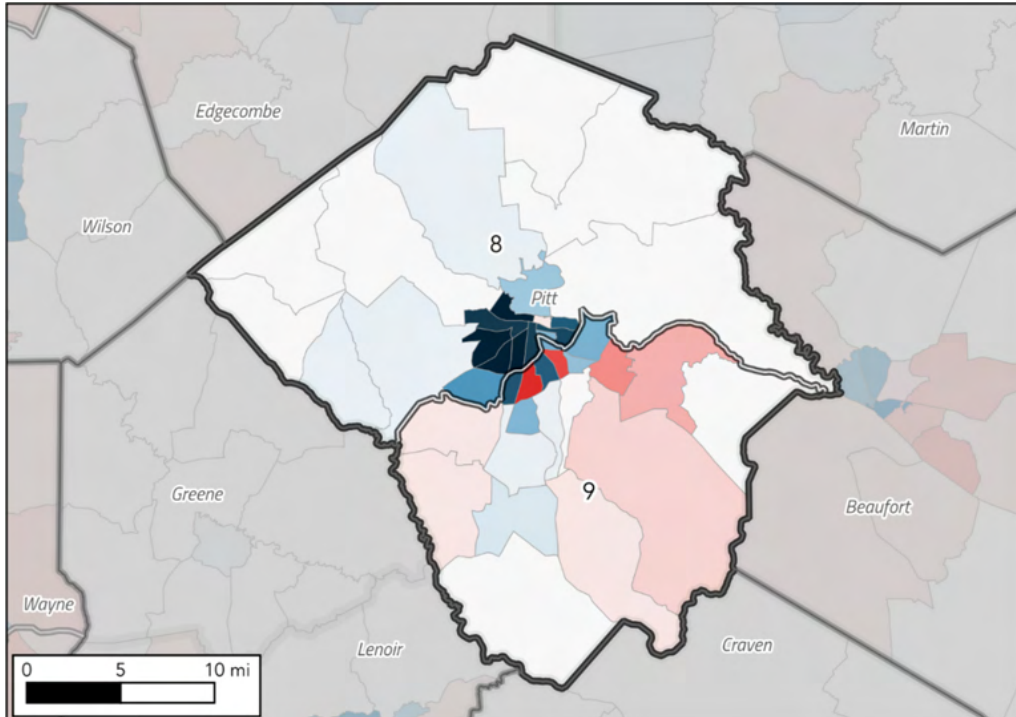 Edgecombe
Martin
Wilson
8
Pitt
Greene
9
Beaufort
Wayne
Lenoir
Craven
0 5 10 mi